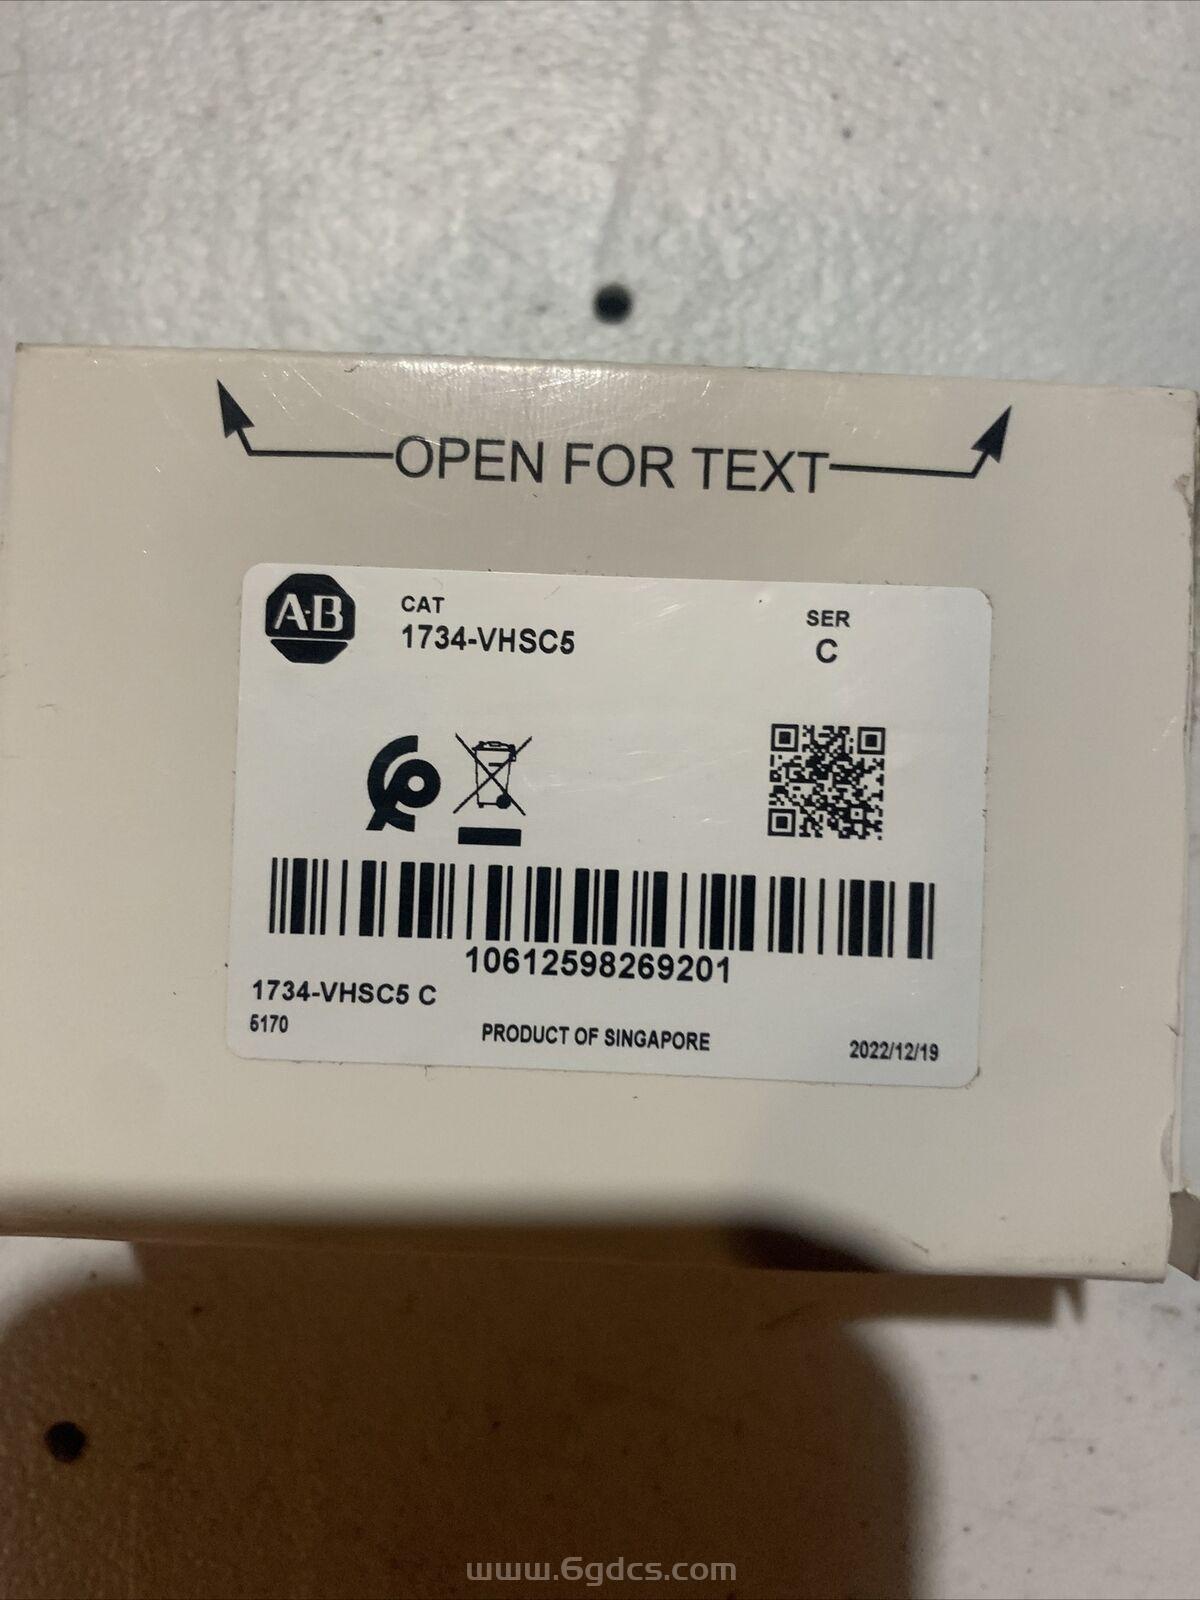 OPEN FOR TEXT
A-B
CAT
1734-VHSC5
SER
C
10612598269201
1734-VHSC5 C
5170
PRODUCT OF SINGAPORE
2022/12/19
www.6gdcs.com